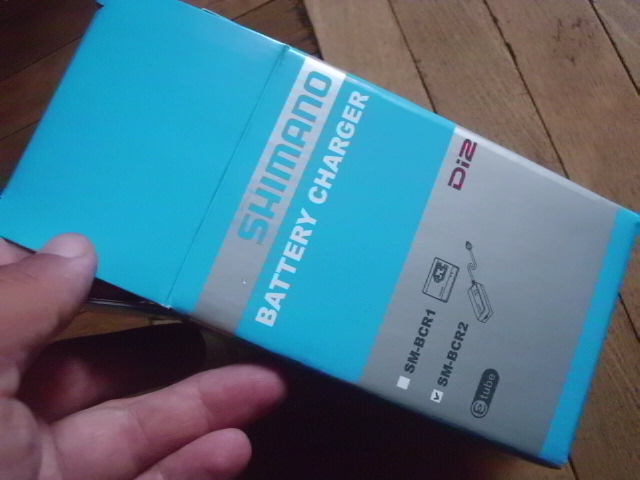 SHIMANO
BATTERY CHARGER
Di2
SM-BCR1
SM-BCR2
e tube